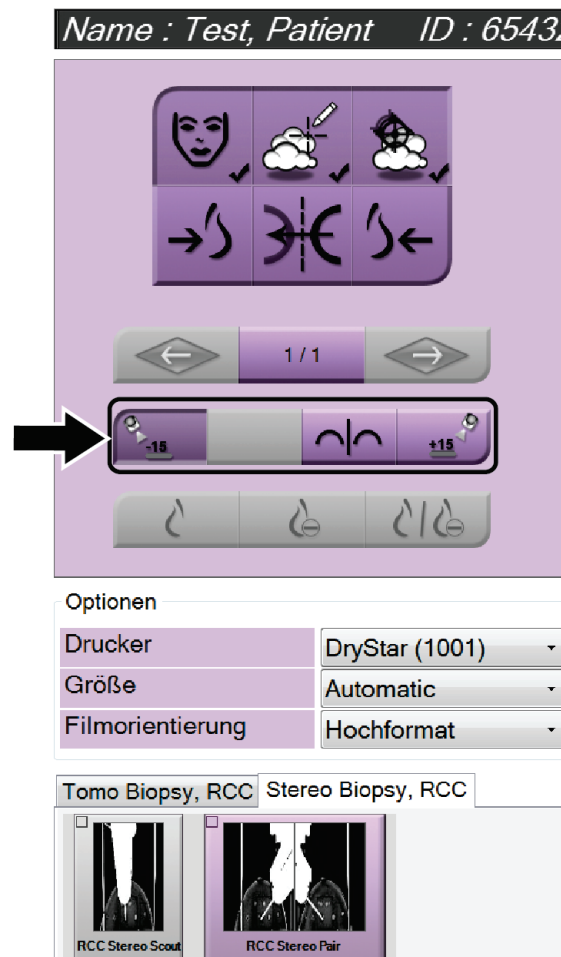 Name : Test, Patient ID : 65432
1 / 1
-15 +15
Optionen
Drucker DryStar (1001)
Größe Automatic
Filmorientierung Hochformat
Tomo Biopsy, RCC Stereo Biopsy, RCC
RCC Stereo Scout RCC Stereo Pair